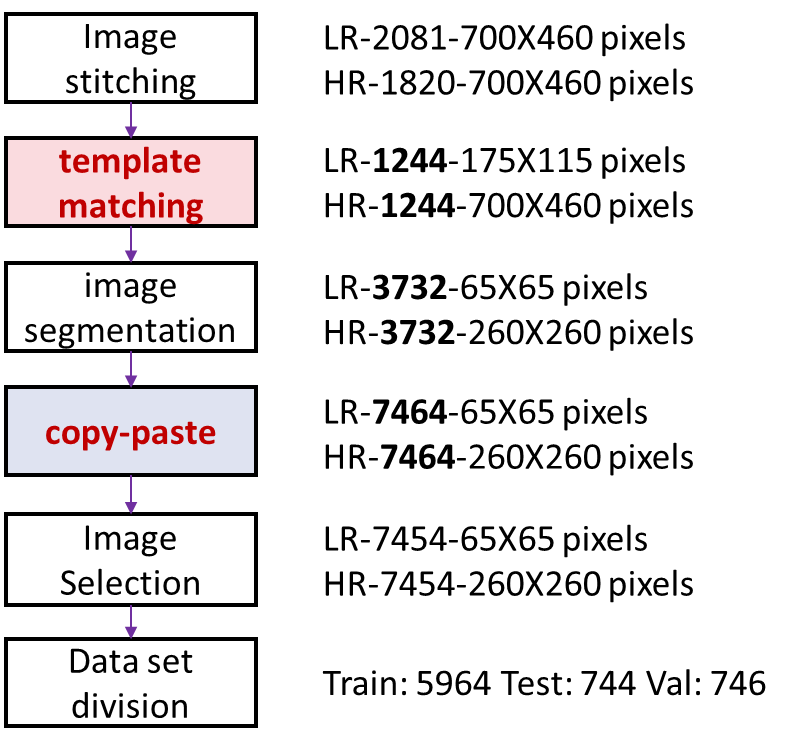 Image
stitching
LR-2081-700X460 pixels
HR-1820-700X460 pixels
template
matching
LR-1244-175X115 pixels
HR-1244-700X460 pixels
image
segmentation
LR-3732-65X65 pixels
HR-3732-260X260 pixels
copy-paste
LR-7464-65X65 pixels
HR-7464-260X260 pixels
Image
Selection
LR-7454-65X65 pixels
HR-7454-260X260 pixels
Data set
division
Train: 5964 Test: 744 Val: 746